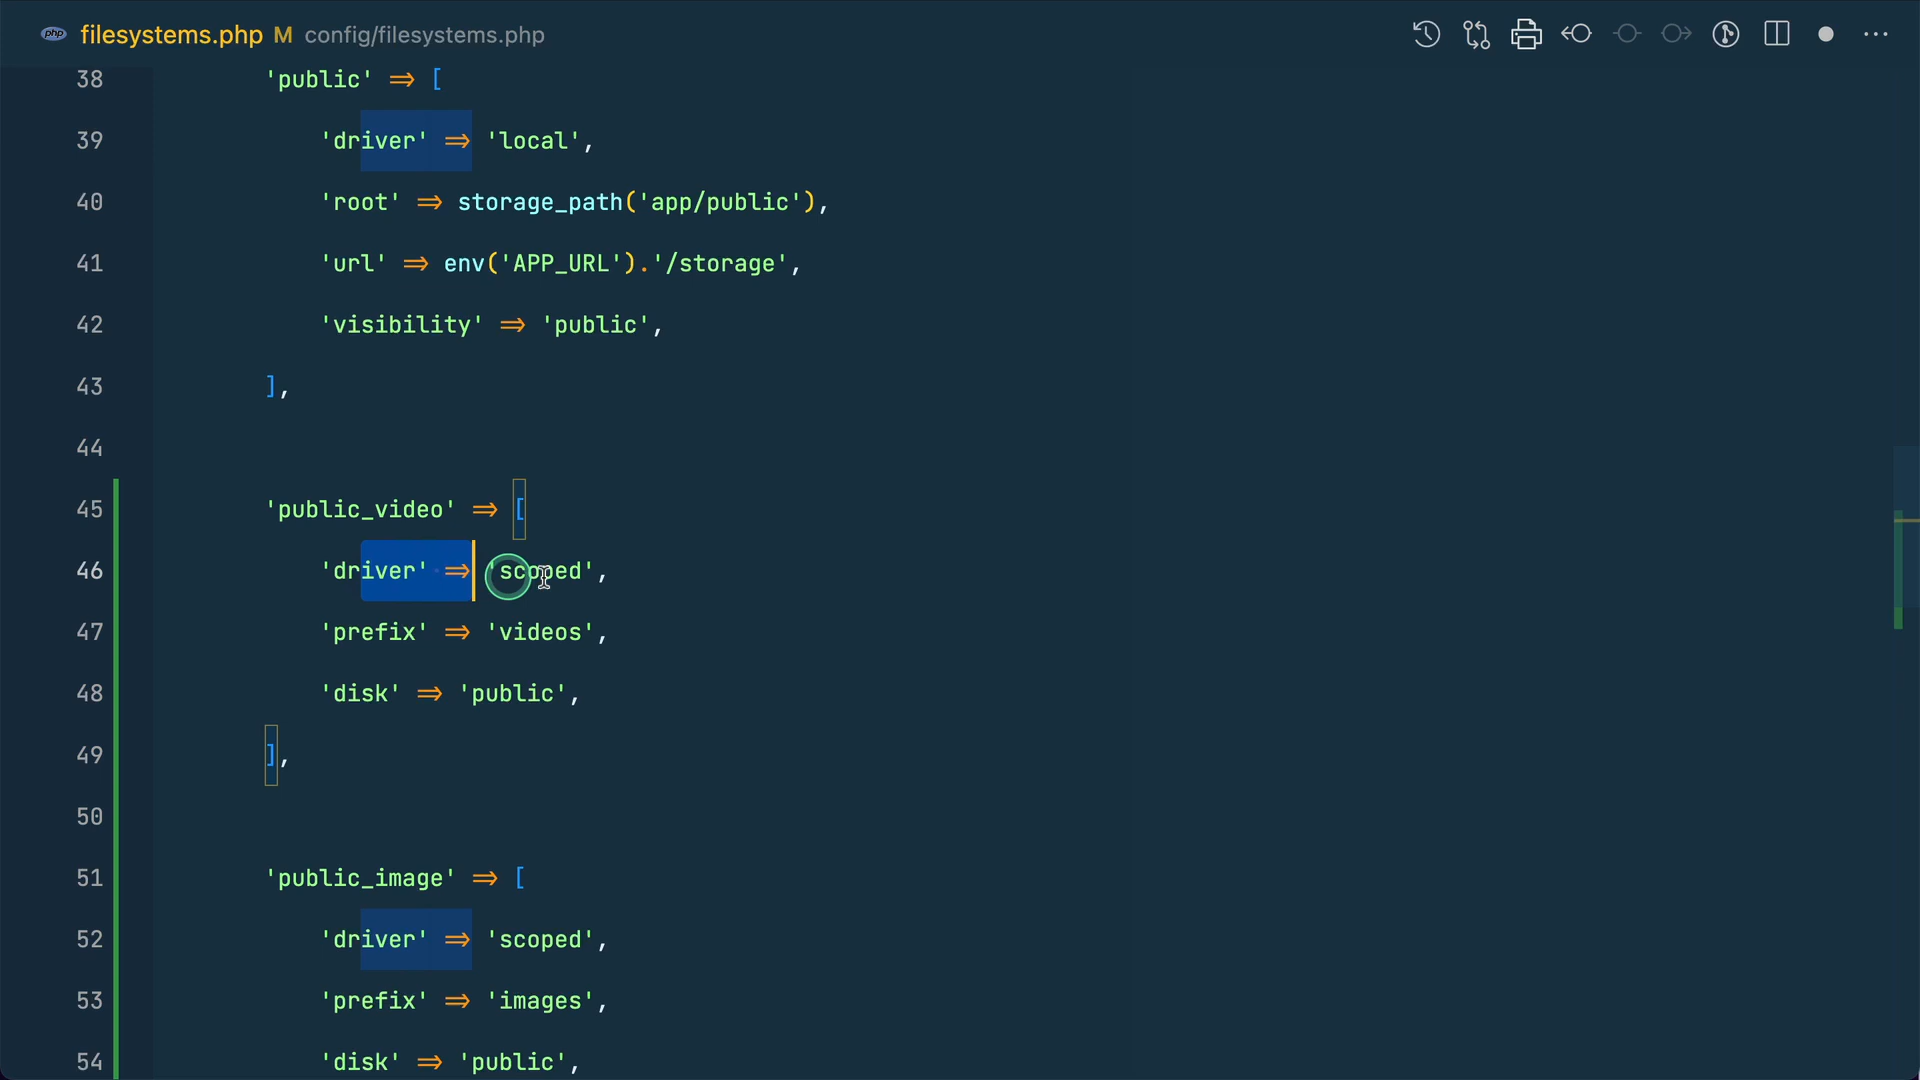 php filesystems.php M config/filesystems.php
38 'public' => [
39 'driver' => 'local',
40 'root' => storage_path('app/public'),
41 'url' => env('APP_URL').'/storage',
42 'visibility' => 'public',
43 ],
44
45 'public_video' => [
46 'driver' => 'scoped',
47 'prefix' => 'videos',
48 'disk' => 'public',
49 ],
50
51 'public_image' => [
52 'driver' => 'scoped',
53 'prefix' => 'images',
54 'disk' => 'public',